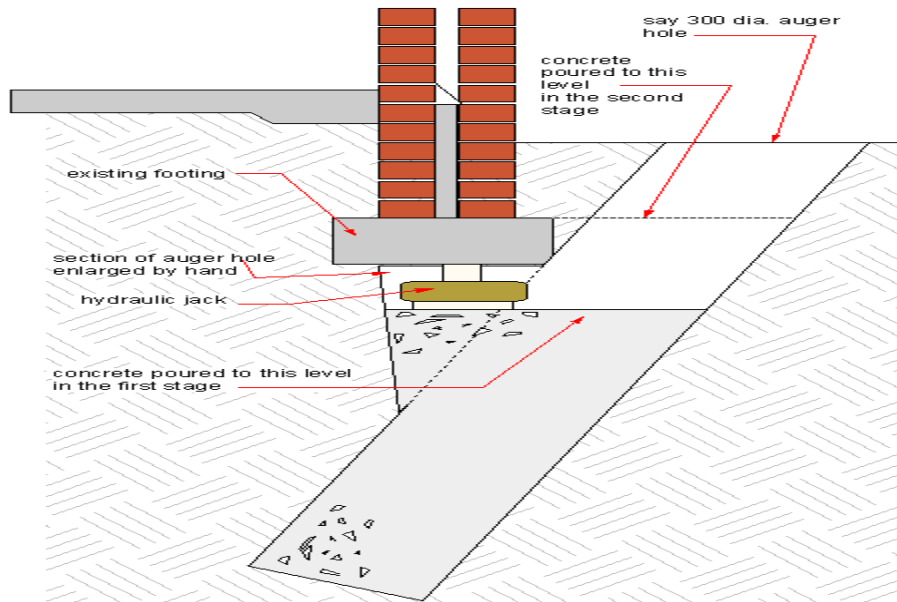 say 300 dia. auger
hole
concrete
poured to this
level
in the second
stage
existing footing
section of auger hole
enlarged by hand
hydraulic jack
concrete poured to this level
in the first stage